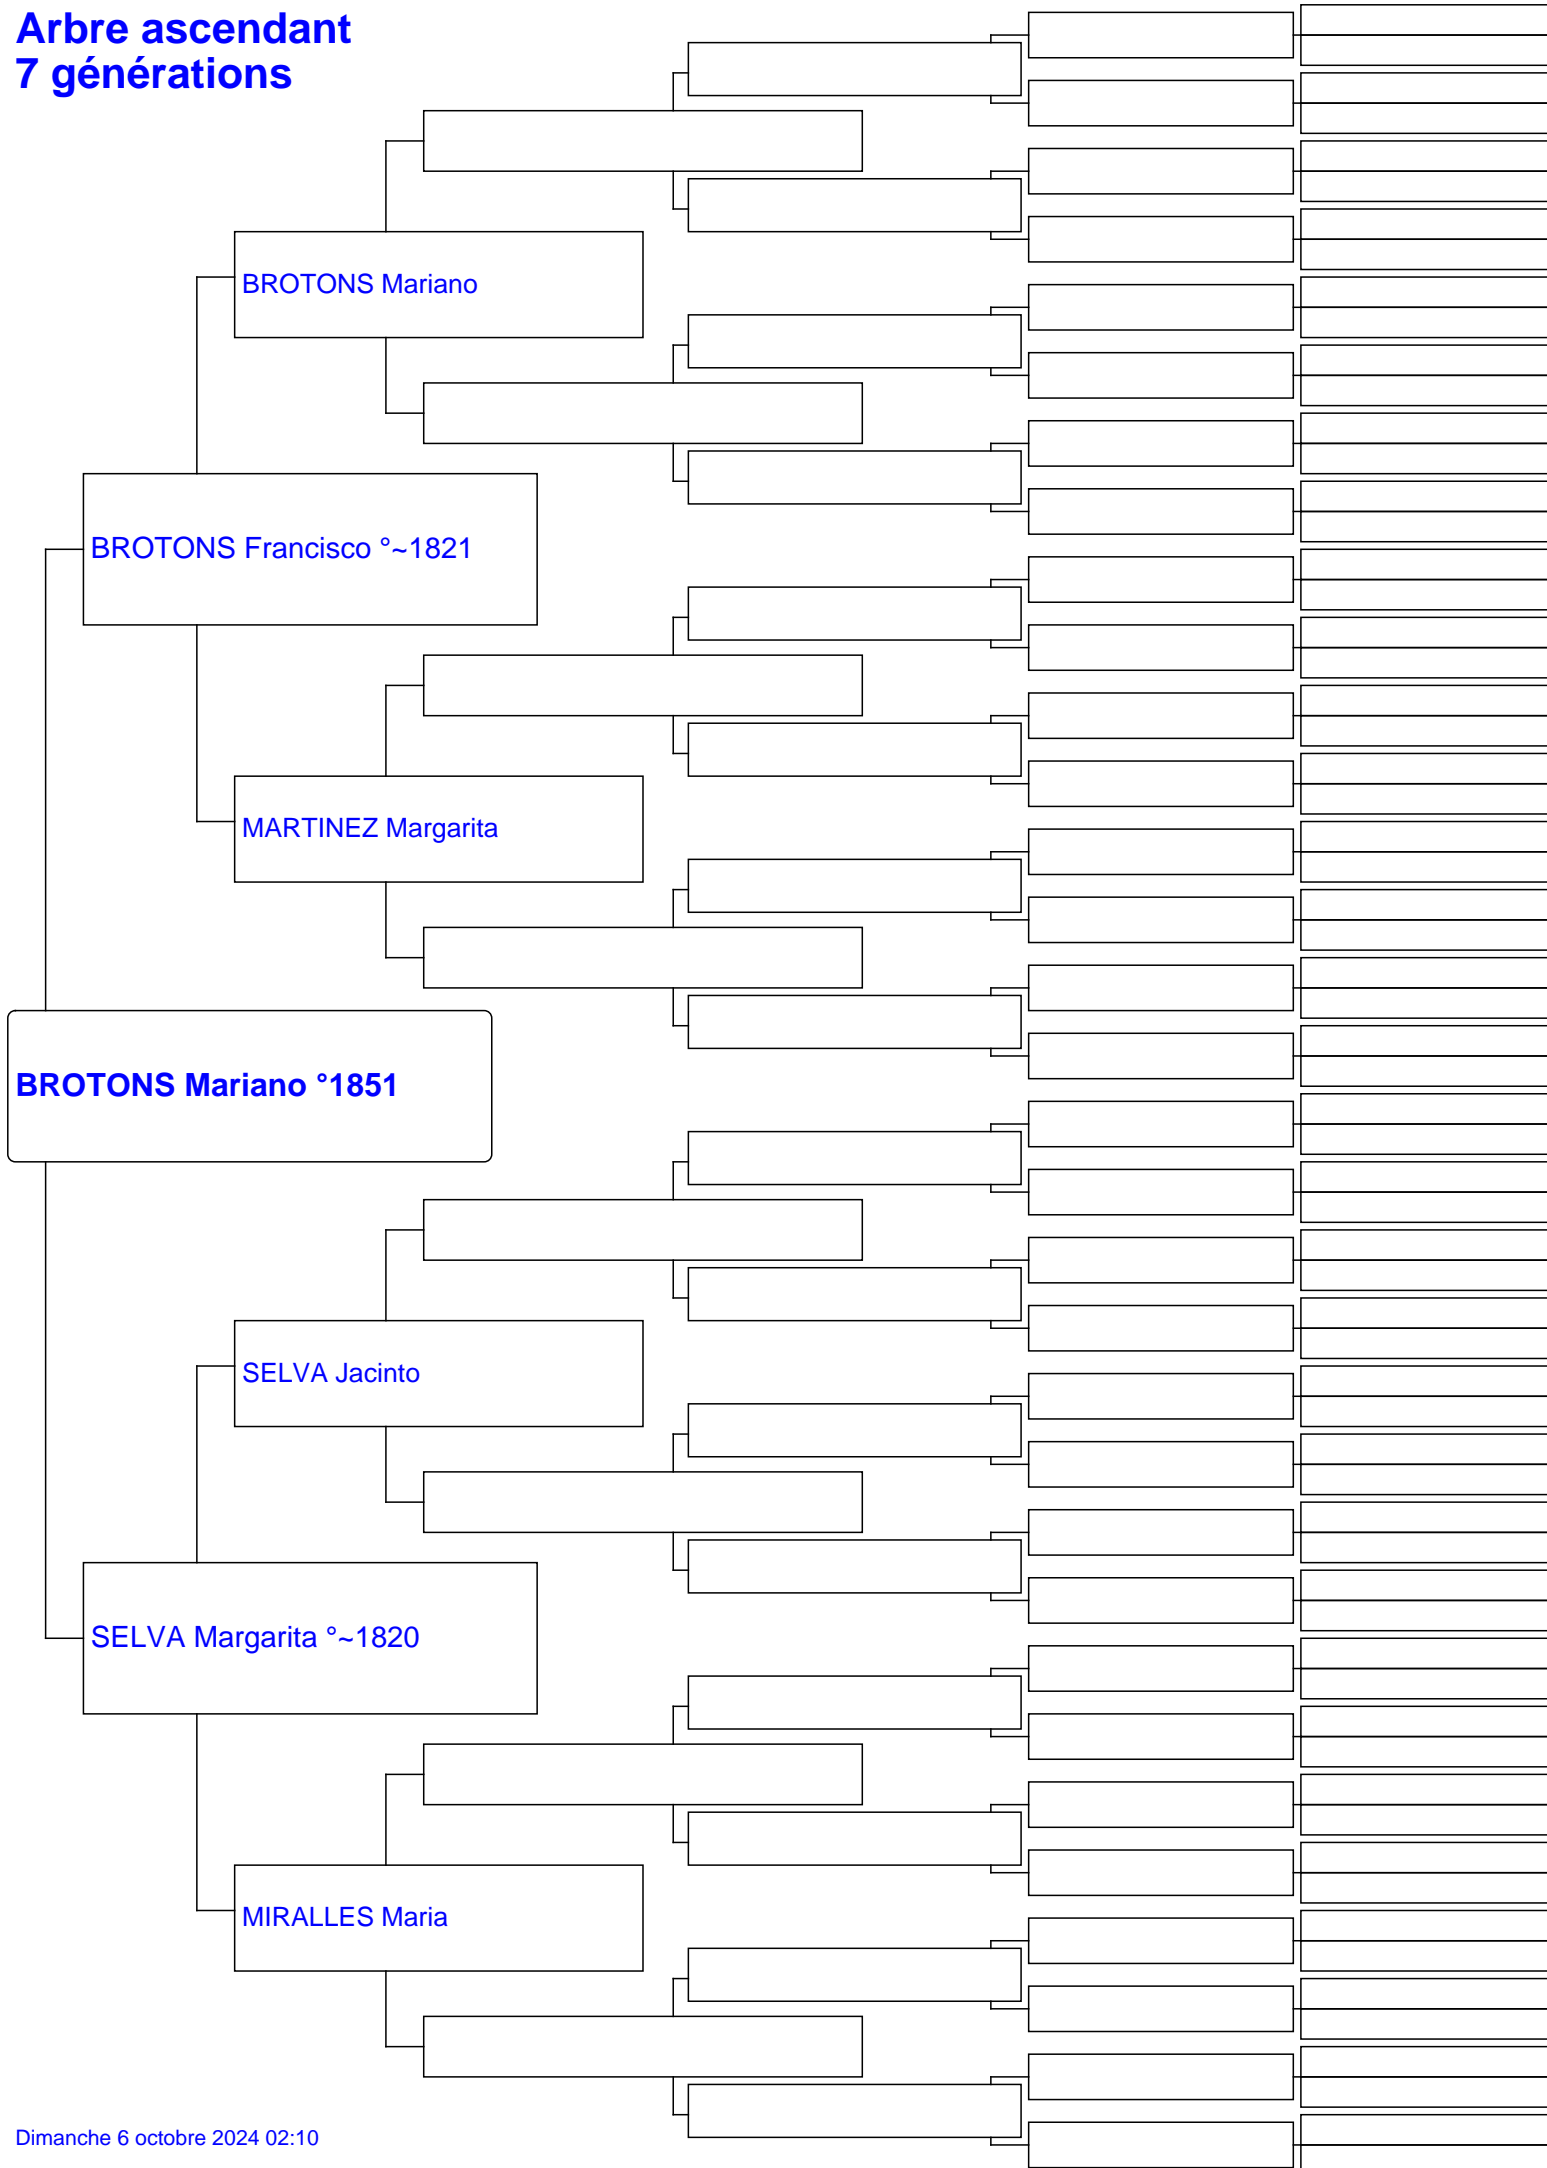 Arbre ascendant
7 générations
BROTONS Mariano
BROTONS Francisco °~1821
MARTINEZ Margarita
BROTONS Mariano °1851
SELVA Jacinto
SELVA Margarita °~1820
MIRALLES Maria
Dimanche 6 octobre 2024 02:10